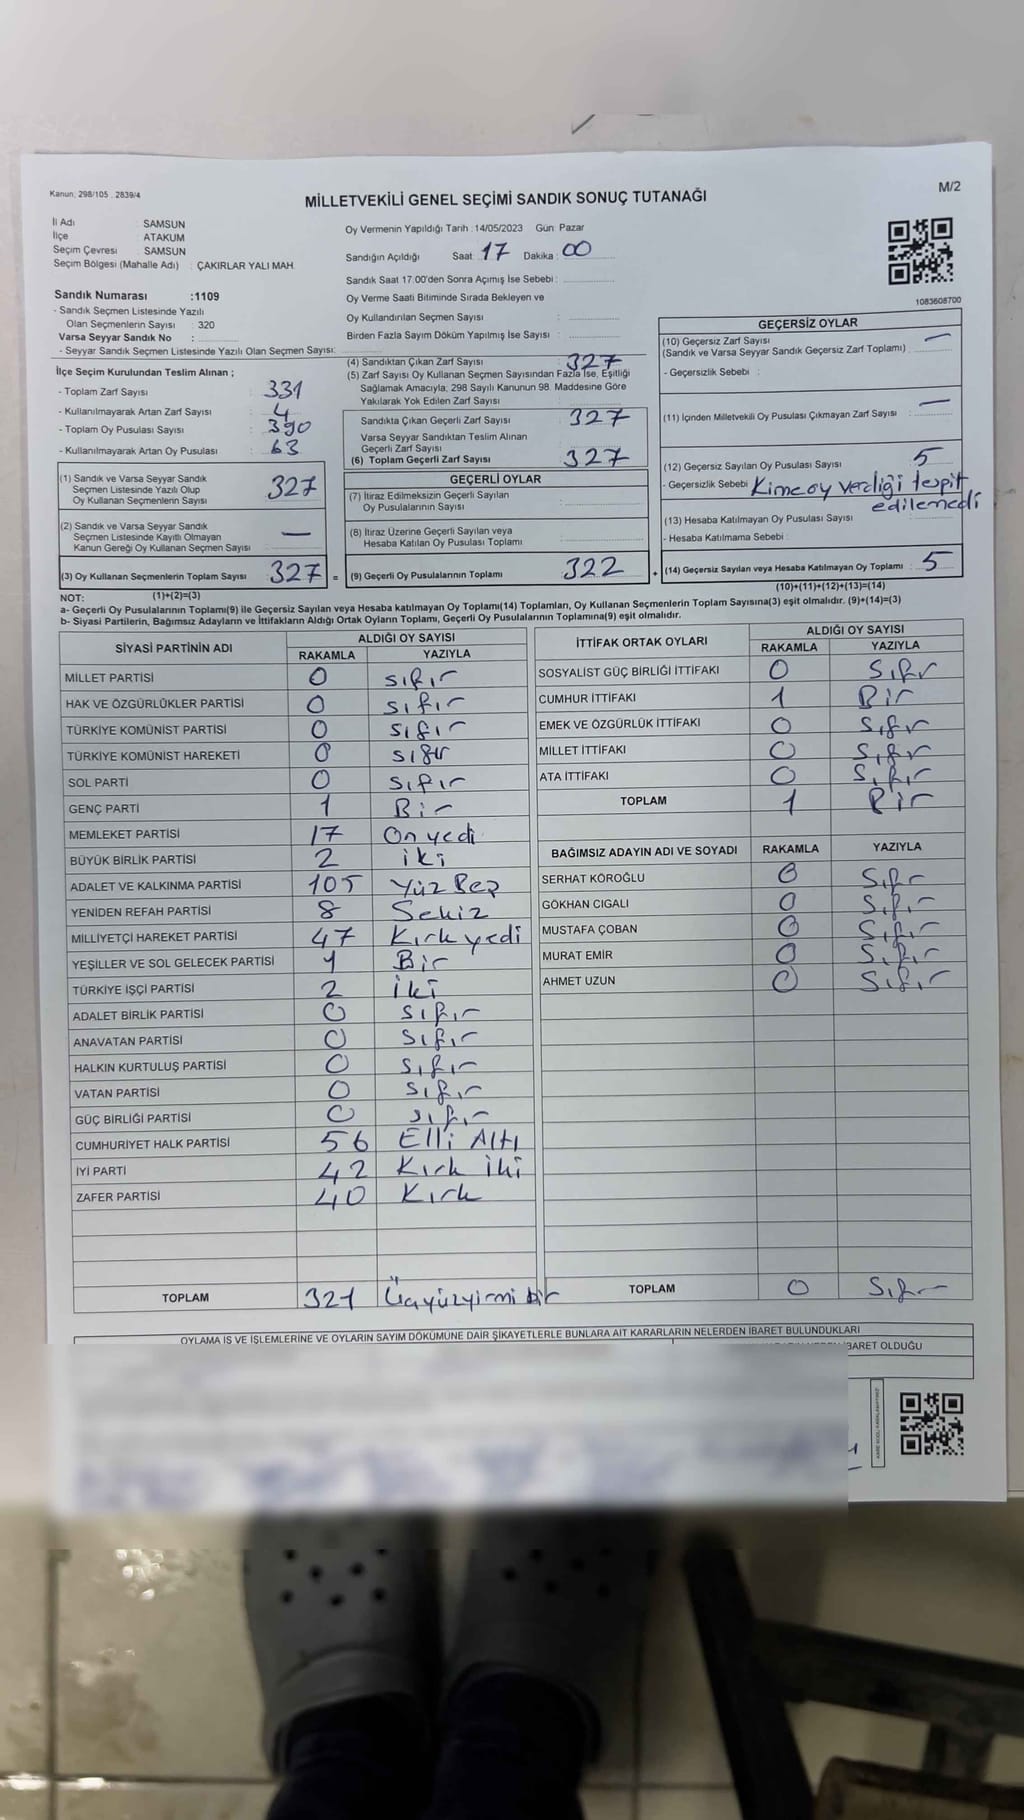 Kanun: 298/105 , 2839/4
MİLLETVEKİLİ GENEL SEÇİMİ SANDIK SONUÇ TUTANAĞI
M/2
İl Adı : SAMSUN
İlçe : ATAKUM
Seçim Çevresi : SAMSUN
Seçim Bölgesi (Mahalle Adı) : ÇAKIRLAR YALI MAH.
Oy Vermenin Yapıldığı Tarih : 14/05/2023 Gün: Pazar
Sandığın Açıldığı Saat : 17 Dakika : 00
Sandık Saat 17.00'den Sonra Açımış İse Sebebi :
Sandık Numarası :1109
- Sandık Seçmen Listesinde Yazılı
Olan Seçmenlerin Sayısı : 320
Varsa Seyyar Sandık No :
- Seyyar Sandık Seçmen Listesinde Yazılı Olan Seçmen Sayısı:
Oy Verme Saati Bitiminde Sırada Bekleyen ve
Oy Kullandırılan Seçmen Sayısı :
Birden Fazla Sayım Döküm Yapılmış İse Sayısı :
1083608700
İlçe Seçim Kurulundan Teslim Alınan ;
- Toplam Zarf Sayısı : 331
- Kullanılmayarak Artan Zarf Sayısı : 4
- Toplam Oy Pusulası Sayısı : 390
- Kullanılmayarak Artan Oy Pusulası : 63
(4) Sandıktan Çıkan Zarf Sayısı : 327
(5) Zarf Sayısı Oy Kullanan Seçmen Sayısından Fazla İse, Eşitliği
Sağlamak Amacıyla; 298 Sayılı Kanunun 98. Maddesine Göre
Yakılarak Yok Edilen Zarf Sayısı :
Sandıkta Çıkan Geçerli Zarf Sayısı : 327
Varsa Seyyar Sandıktan Teslim Alınan
Geçerli Zarf Sayısı
(6) Toplam Geçerli Zarf Sayısı : 327
GEÇERSİZ OYLAR
(10) Geçersiz Zarf Sayısı : —
(Sandık ve Varsa Seyyar Sandık Geçersiz Zarf Toplamı)
- Geçersizlik Sebebi :
(11) İçinden Milletvekili Oy Pusulası Çıkmayan Zarf Sayısı : —
(12) Geçersiz Sayılan Oy Pusulası Sayısı : 5
- Geçersizlik Sebebi : Kime oy verdiği tespit
edilemedi
(13) Hesaba Katılmayan Oy Pusulası Sayısı :
- Hesaba Katılmama Sebebi :
(14) Geçersiz Sayılan veya Hesaba Katılmayan Oy Toplamı : 5
(10)+(11)+(12)+(13)=(14)
(1) Sandık ve Varsa Seyyar Sandık
Seçmen Listesinde Yazılı Olup
Oy Kullanan Seçmenlerin Sayısı : 327
(2) Sandık ve Varsa Seyyar Sandık
Seçmen Listesinde Kayıtlı Olmayan
Kanun Gereği Oy Kullanan Seçmen Sayısı : —
(3) Oy Kullanan Seçmenlerin Toplam Sayısı : 327 =
(1)+(2)=(3)
GEÇERLİ OYLAR
(7) İtiraz Edilmeksizin Geçerli Sayılan
Oy Pusulalarının Sayısı :
(8) İtiraz Üzerine Geçerli Sayılan veya
Hesaba Katılan Oy Pusulası Toplamı :
(9) Geçerli Oy Pusulalarının Toplamı : 322 +
NOT:
a- Geçerli Oy Pusulalarının Toplamı(9) ile Geçersiz Sayılan veya Hesaba katılmayan Oy Toplamı(14) Toplamları, Oy Kullanan Seçmenlerin Toplam Sayısına(3) eşit olmalıdır. (9)+(14)=(3)
b- Siyasi Partilerin, Bağımsız Adayların ve İttifakların Aldığı Ortak Oyların Toplamı, Geçerli Oy Pusulalarının Toplamına(9) eşit olmalıdır.
SİYASİ PARTİNİN ADI ALDIĞI OY SAYISI
RAKAMLA YAZIYLA
MİLLET PARTİSİ 0 sıfır
HAK VE ÖZGÜRLÜKLER PARTİSİ 0 sıfır
TÜRKİYE KOMÜNİST PARTİSİ 0 sıfır
TÜRKİYE KOMÜNİST HAREKETİ 0 sıfır
SOL PARTİ 0 sıfır
GENÇ PARTİ 1 Bir
MEMLEKET PARTİSİ 17 On yedi
BÜYÜK BİRLİK PARTİSİ 2 iki
ADALET VE KALKINMA PARTİSİ 105 Yüz Beş
YENİDEN REFAH PARTİSİ 8 Sekiz
MİLLİYETÇİ HAREKET PARTİSİ 47 Kırk yedi
YEŞİLLER VE SOL GELECEK PARTİSİ 1 Bir
TÜRKİYE İŞÇİ PARTİSİ 2 İki
ADALET BİRLİK PARTİSİ 0 sıfır
ANAVATAN PARTİSİ 0 sıfır
HALKIN KURTULUŞ PARTİSİ 0 sıfır
VATAN PARTİSİ 0 sıfır
GÜÇ BİRLİĞİ PARTİSİ 0 sıfır
CUMHURİYET HALK PARTİSİ 56 Elli Altı
İYİ PARTİ 42 Kırk İki
ZAFER PARTİSİ 40 Kırk
TOPLAM 321 Üçyüzyirmi bir
İTTİFAK ORTAK OYLARI ALDIĞI OY SAYISI
RAKAMLA YAZIYLA
SOSYALİST GÜÇ BİRLİĞİ İTTİFAKI 0 Sıfır
CUMHUR İTTİFAKI 1 Bir
EMEK VE ÖZGÜRLÜK İTTİFAKI 0 Sıfır
MİLLET İTTİFAKI 0 Sıfır
ATA İTTİFAKI 0 Sıfır
TOPLAM 1 Bir
BAĞIMSIZ ADAYIN ADI VE SOYADI RAKAMLA YAZIYLA
SERHAT KÖROĞLU 0 Sıfır
GÖKHAN CIGALI 0 Sıfır
MUSTAFA ÇOBAN 0 Sıfır
MURAT EMİR 0 Sıfır
AHMET UZUN 0 Sıfır
TOPLAM 0 Sıfır
OYLAMA İŞ VE İŞLEMLERİNE VE OYLARIN SAYIM DÖKÜMÜNE DAİR ŞİKAYETLERLE BUNLARA AİT KARARLARIN NELERDEN İBARET BULUNDUKLARI
İBARET OLDUĞU